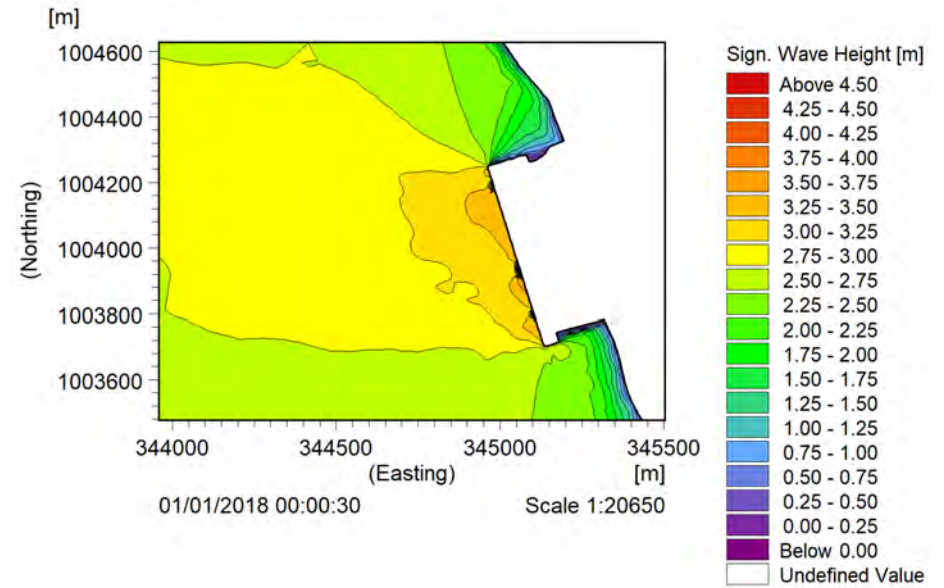 [m]
1004600
1004400
1004200
1004000
1003800
1003600
(Northing)
344000 344500 345000 345500
(Easting) [m]
01/01/2018 00:00:30 Scale 1:20650
Sign. Wave Height [m]
Above 4.50
4.25 - 4.50
4.00 - 4.25
3.75 - 4.00
3.50 - 3.75
3.25 - 3.50
3.00 - 3.25
2.75 - 3.00
2.50 - 2.75
2.25 - 2.50
2.00 - 2.25
1.75 - 2.00
1.50 - 1.75
1.25 - 1.50
1.00 - 1.25
0.75 - 1.00
0.50 - 0.75
0.25 - 0.50
0.00 - 0.25
Below 0.00
Undefined Value